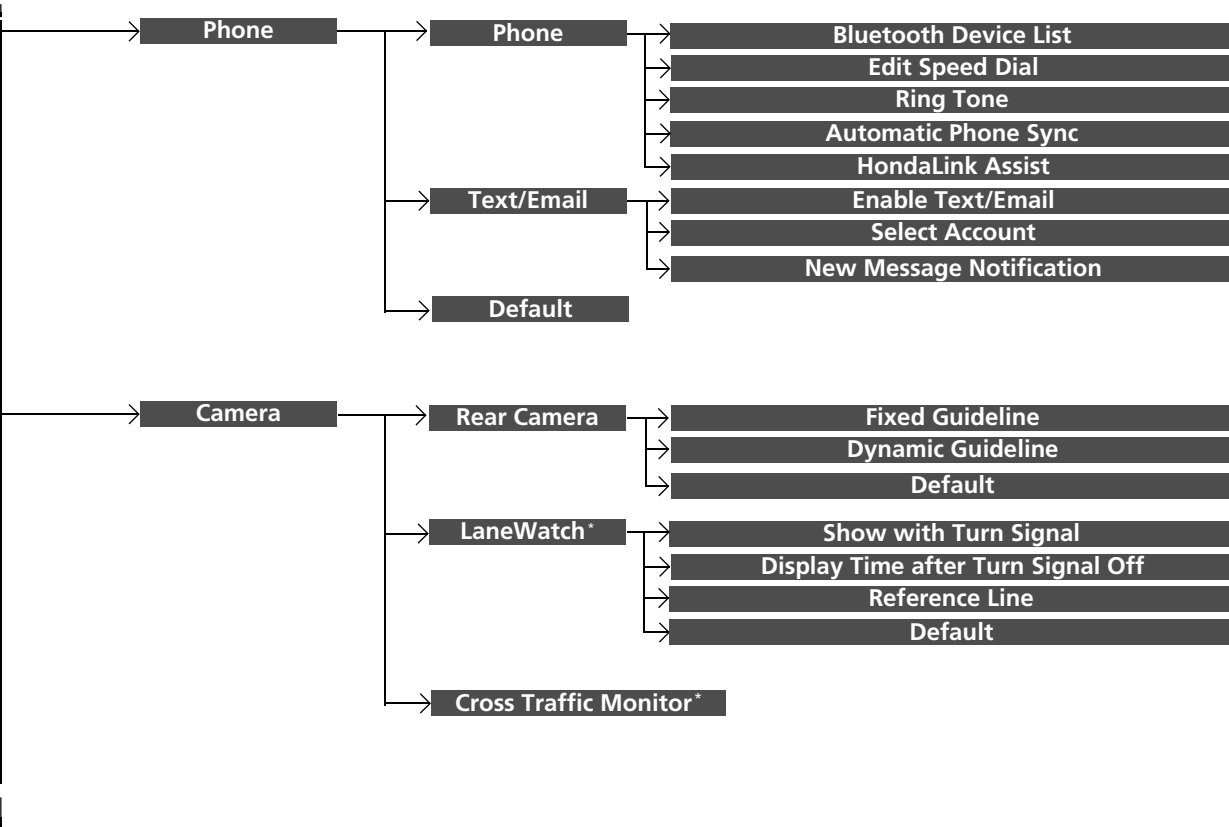 Phone
Phone
Bluetooth Device List
Edit Speed Dial
Ring Tone
Automatic Phone Sync
HondaLink Assist
Text/Email
Enable Text/Email
Select Account
New Message Notification
Default
Camera
Rear Camera
Fixed Guideline
Dynamic Guideline
Default
LaneWatch*
Show with Turn Signal
Display Time after Turn Signal Off
Reference Line
Default
Cross Traffic Monitor*